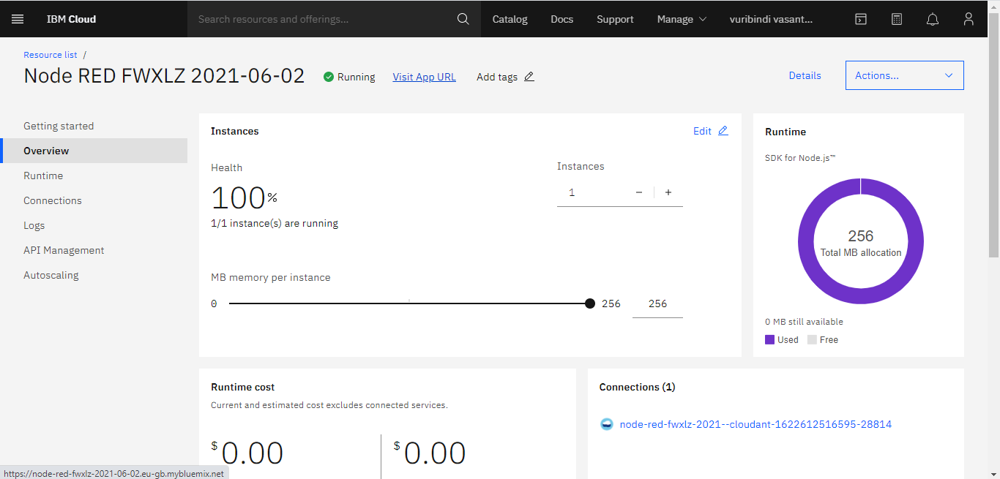 IBM Cloud
Search resources and offerings...
Catalog
Docs
Support
Manage
vuribindi vasant...
Resource list /
Node RED FWXLZ 2021-06-02
Running
Visit App URL
Add tags
Details
Actions...
Getting started
Overview
Runtime
Connections
Logs
API Management
Autoscaling
Instances
Edit
Health
100%
1/1 instance(s) are running
Instances
1 − +
MB memory per instance
0
256
256
Runtime
SDK for Node.js™
256
Total MB allocation
0 MB still available
Used
Free
Runtime cost
Current and estimated cost excludes connected services.
$0.00
$0.00
Connections (1)
node-red-fwxlz-2021--cloudant-1622612516595-28814
https://node-red-fwxlz-2021-06-02.eu-gb.mybluemix.net